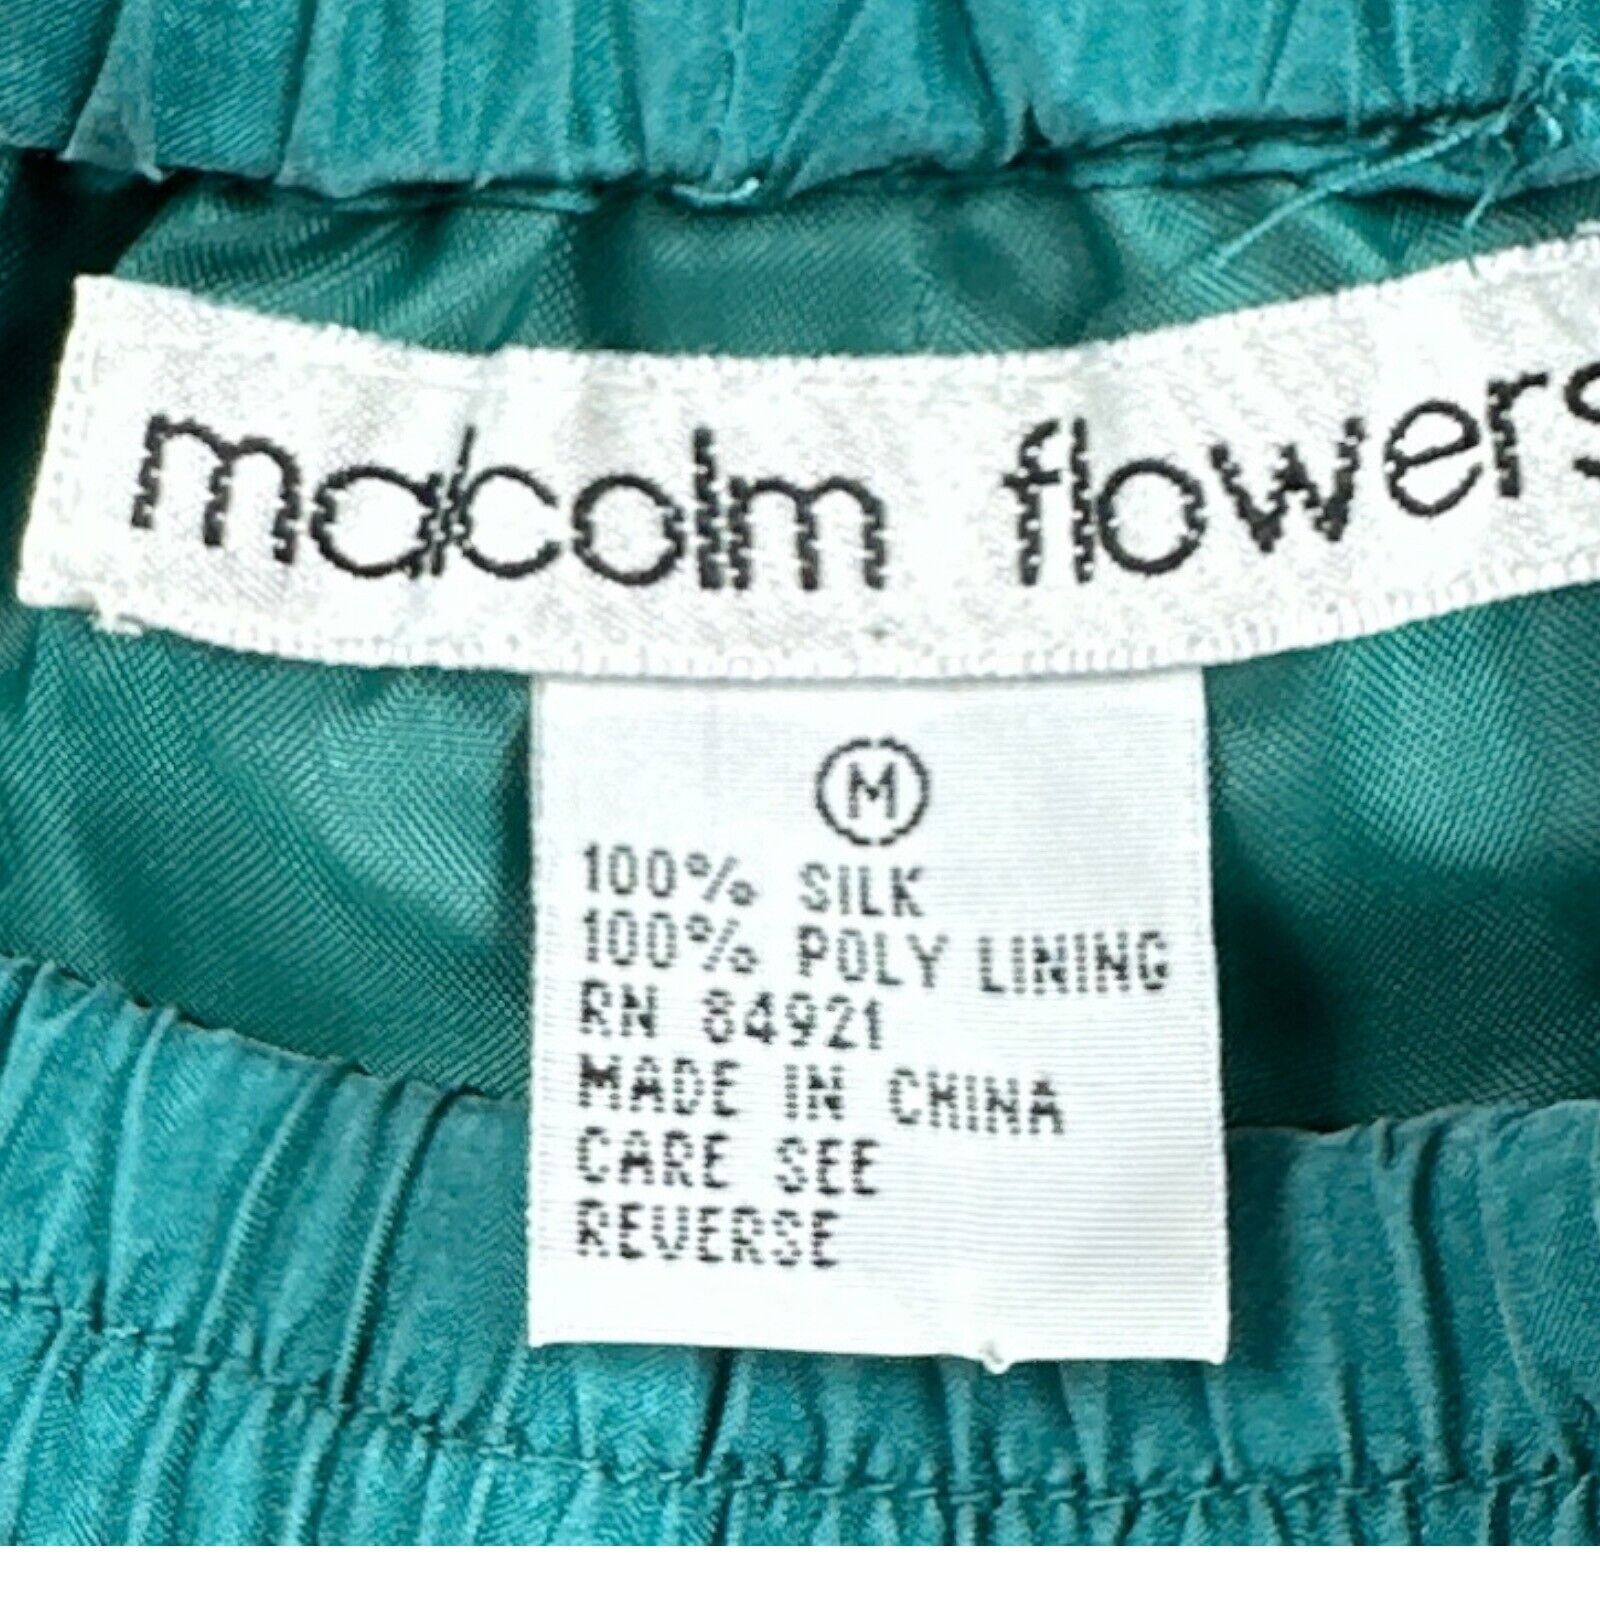 malcolm flowers
M
100% SILK
100% POLY LINING
RN 84921
MADE IN CHINA
CARE SEE
REVERSE